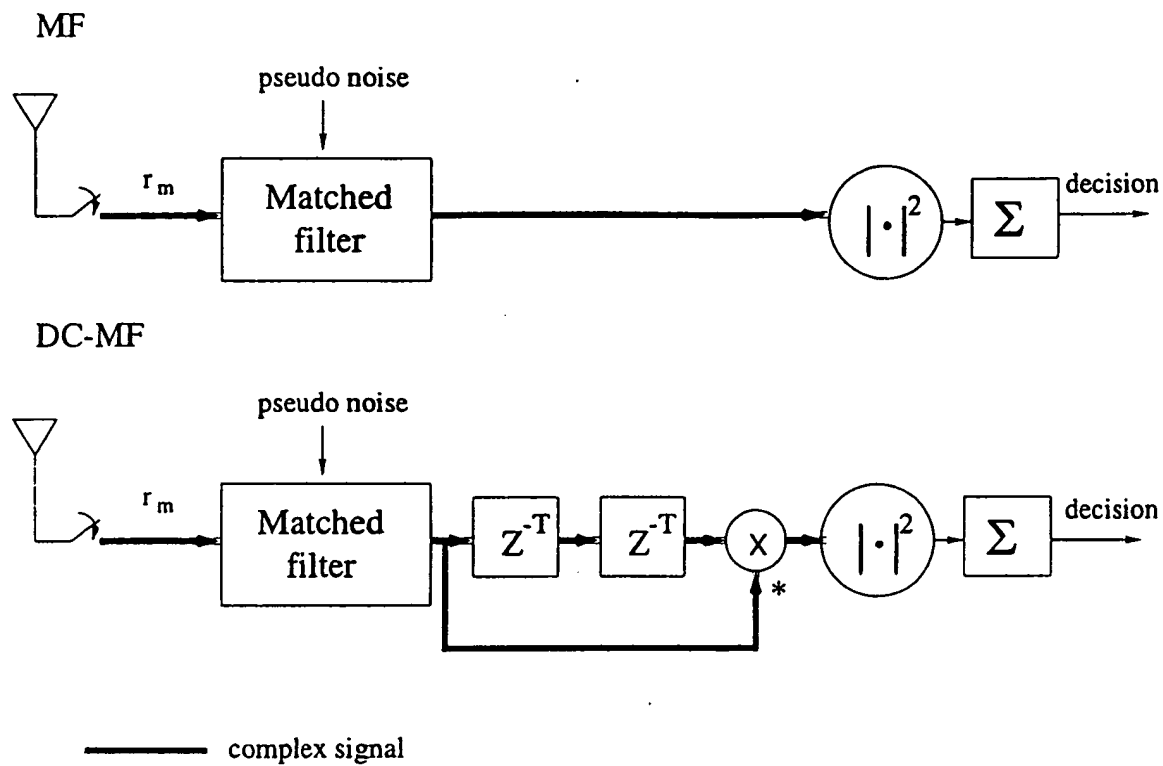 MF
pseudo noise
r m
Matched
filter
|•|²
Σ
decision
DC-MF
pseudo noise
r m
Matched
filter
Z⁻ᵀ
Z⁻ᵀ
X
*
|•|²
Σ
decision
complex signal